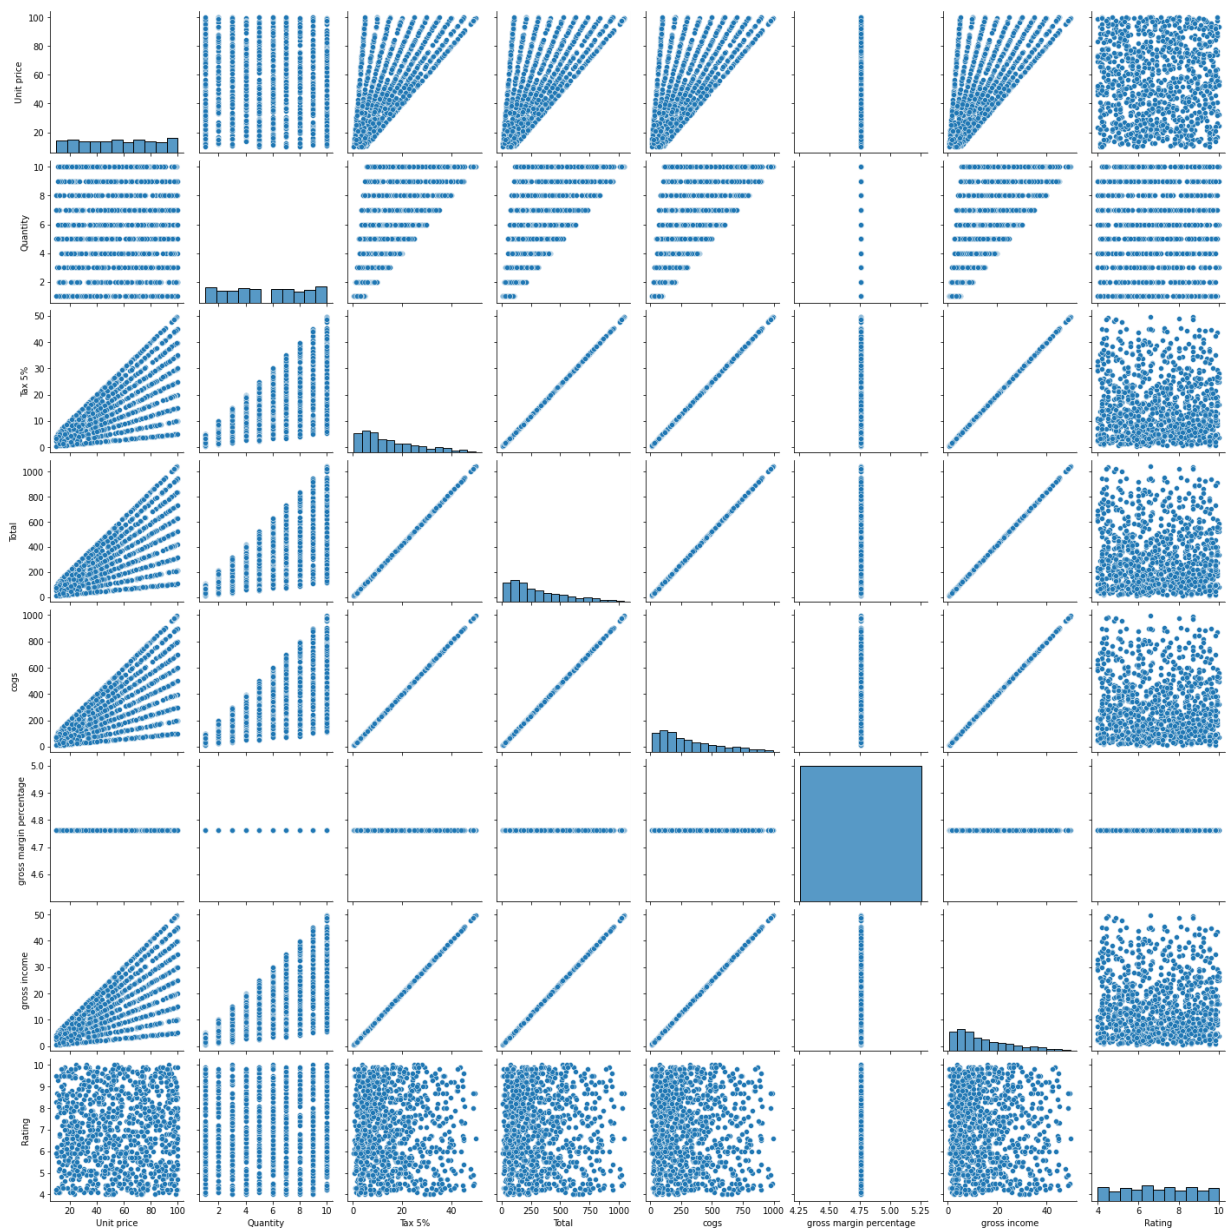 Unit price
100
80
60
40
20
Quantity
10
8
6
4
2
Tax 5%
50
40
30
20
10
0
Total
1000
800
600
400
200
0
cogs
1000
800
600
400
200
0
gross margin percentage
5.0
4.9
4.8
4.7
4.6
gross income
50
40
30
20
10
0
Rating
10
9
8
7
6
5
4
20 40 60 80 100
2 4 6 8 10
0 20 40
0 250 500 750 1000
0 250 500 750 1000
4.25 4.50 4.75 5.00 5.25
0 20 40
4 6 8 10
Unit price
Quantity
Tax 5%
Total
cogs
gross margin percentage
gross income
Rating